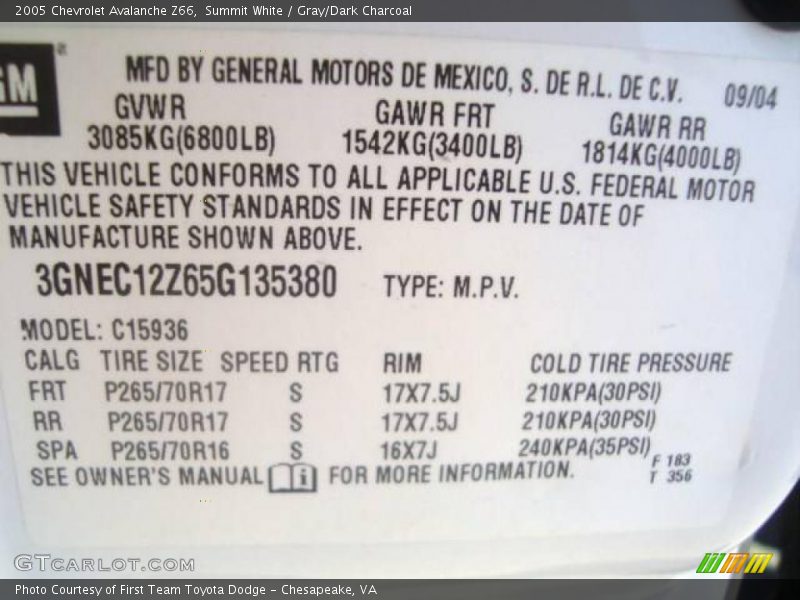 2005 Chevrolet Avalanche Z66, Summit White / Gray/Dark Charcoal
GM
MFD BY GENERAL MOTORS DE MEXICO, S. DE R.L. DE C.V. 09/04
GVWR GAWR FRT GAWR RR
3085KG(6800LB) 1542KG(3400LB) 1814KG(4000LB)
THIS VEHICLE CONFORMS TO ALL APPLICABLE U.S. FEDERAL MOTOR
VEHICLE SAFETY STANDARDS IN EFFECT ON THE DATE OF
MANUFACTURE SHOWN ABOVE.
3GNEC12Z65G135380 TYPE: M.P.V.
MODEL: C15936
CALG TIRE SIZE SPEED RTG RIM COLD TIRE PRESSURE
FRT P265/70R17 S 17X7.5J 210KPA(30PSI)
RR P265/70R17 S 17X7.5J 210KPA(30PSI)
SPA P265/70R16 S 16X7J 240KPA(35PSI)
SEE OWNER'S MANUAL i FOR MORE INFORMATION.
F 183
T 356
GTCARLOT.COM
Photo Courtesy of First Team Toyota Dodge - Chesapeake, VA